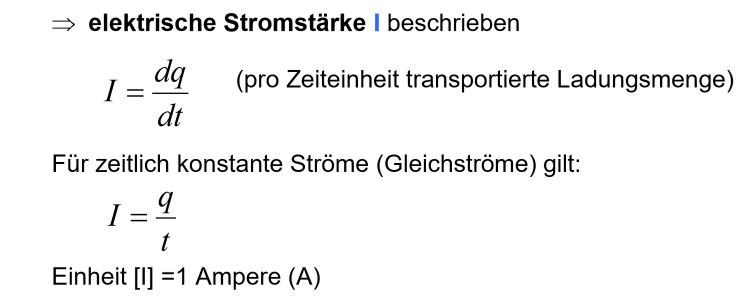 ⇒ elektrische Stromstärke I beschrieben
I = dq/dt (pro Zeiteinheit transportierte Ladungsmenge)
Für zeitlich konstante Ströme (Gleichströme) gilt:
I = q/t
Einheit [I] =1 Ampere (A)